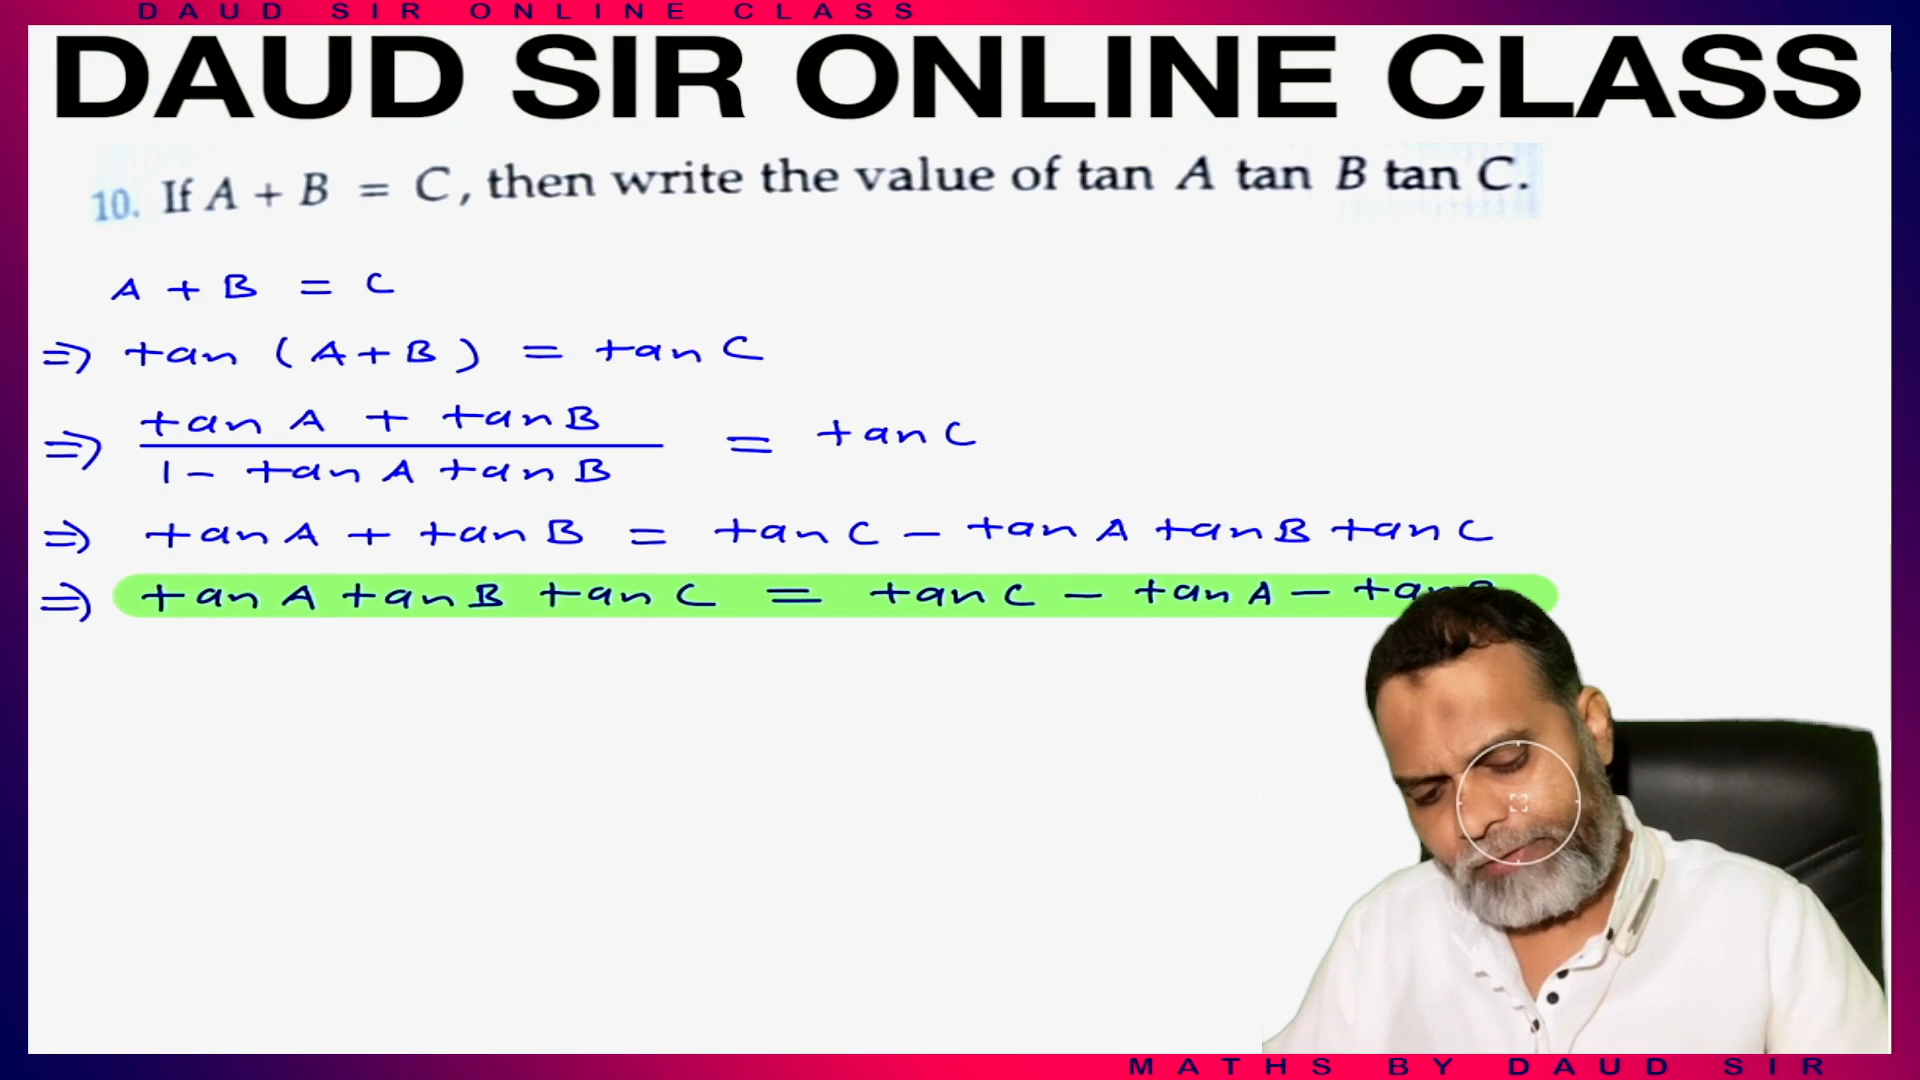 DAUD SIR ONLINE CLASS
DAUD SIR ONLINE CLASS
10. If A + B = C, then write the value of tan A tan B tan C.
A + B = C
⇒ tan (A+B) = tan C
⇒ tan A + tan B
1 - tan A tan B
= tan C
⇒ tan A + tan B = tan C - tan A tan B tan C
⇒ tan A tan B tan C = tan C - tan A -
MATHS BY DAUD SIR